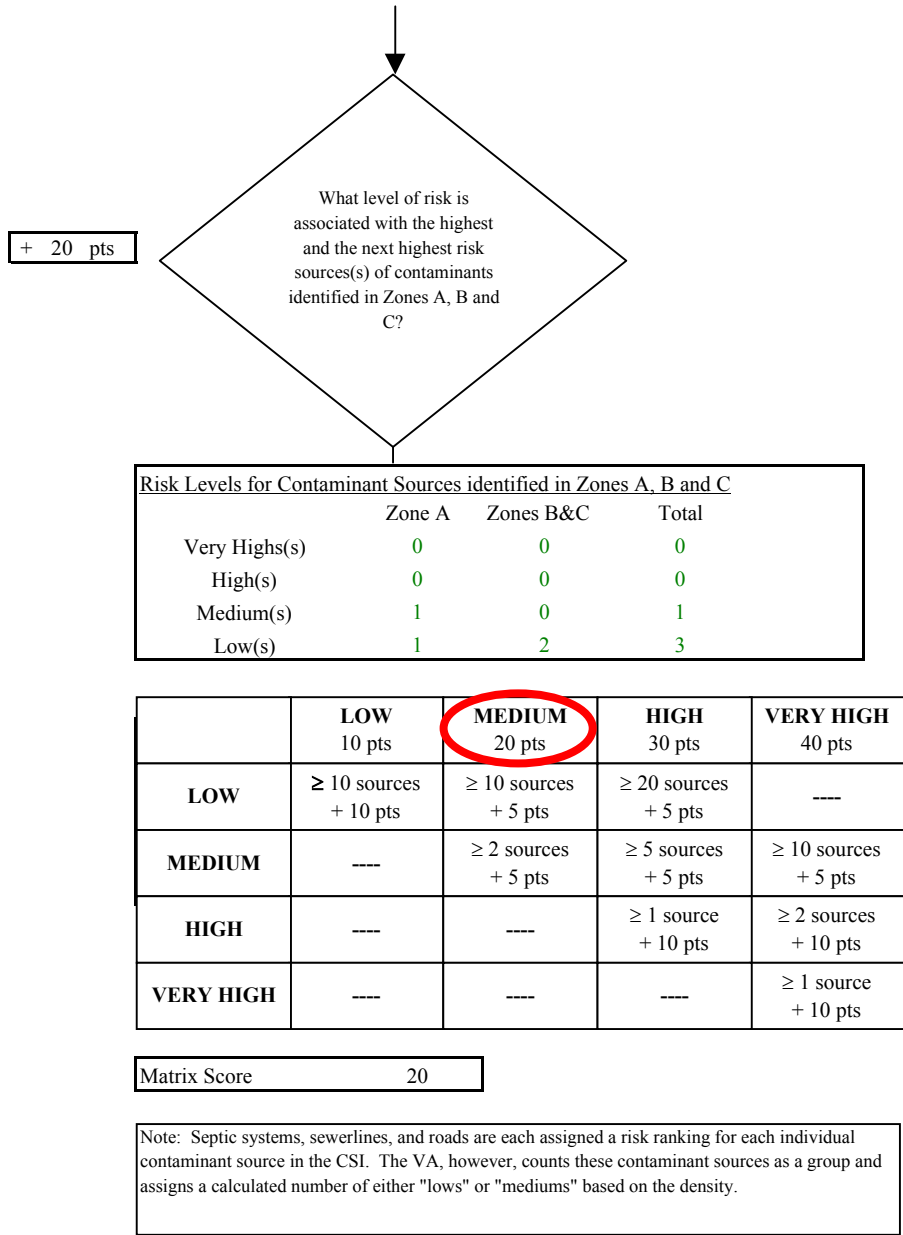 What level of risk is
associated with the highest
and the next highest risk
sources(s) of contaminants
identified in Zones A, B and
C?
+ 20 pts
Risk Levels for Contaminant Sources identified in Zones A, B and C
Zone A Zones B&C Total
Very Highs(s) 0 0 0
High(s) 0 0 0
Medium(s) 1 0 1
Low(s) 1 2 3
LOW MEDIUM HIGH VERY HIGH
10 pts 20 pts 30 pts 40 pts
LOW ≥ 10 sources ≥ 10 sources ≥ 20 sources ----
+ 10 pts + 5 pts + 5 pts
MEDIUM ---- ≥ 2 sources ≥ 5 sources ≥ 10 sources
+ 5 pts + 5 pts + 5 pts
HIGH ---- ---- ≥ 1 source ≥ 2 sources
+ 10 pts + 10 pts
VERY HIGH ---- ---- ---- ≥ 1 source
+ 10 pts
Matrix Score 20
Note: Septic systems, sewerlines, and roads are each assigned a risk ranking for each individual
contaminant source in the CSI. The VA, however, counts these contaminant sources as a group and
assigns a calculated number of either "lows" or "mediums" based on the density.